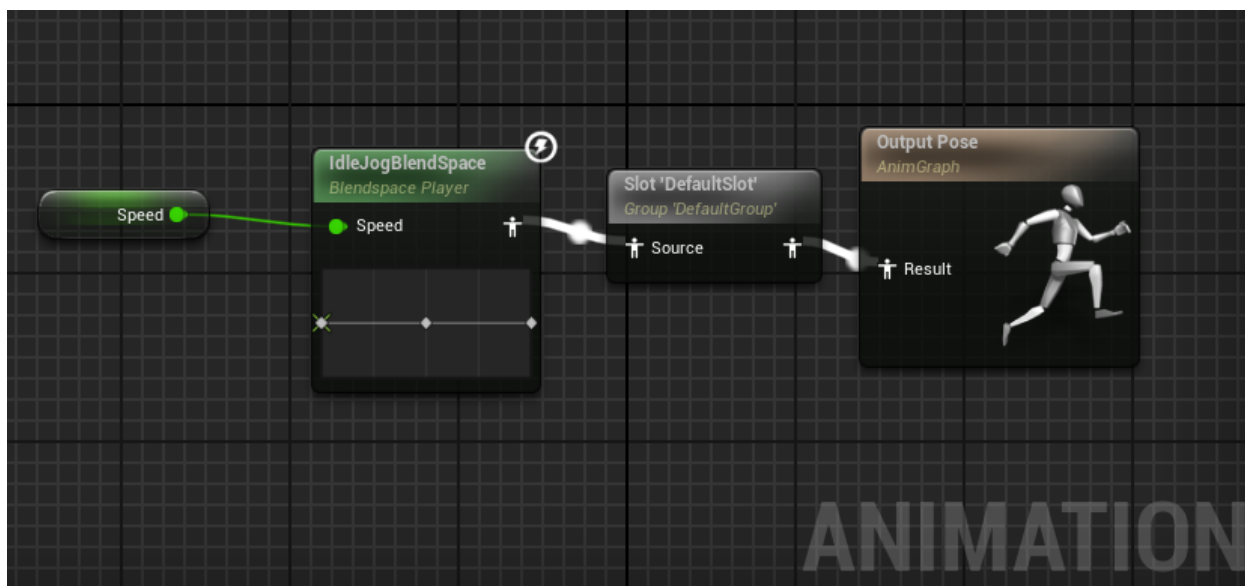 Speed
IdleJogBlendSpace
Blendspace Player
Speed
Slot 'DefaultSlot'
Group 'DefaultGroup'
Source
Output Pose
AnimGraph
Result
ANIMATION